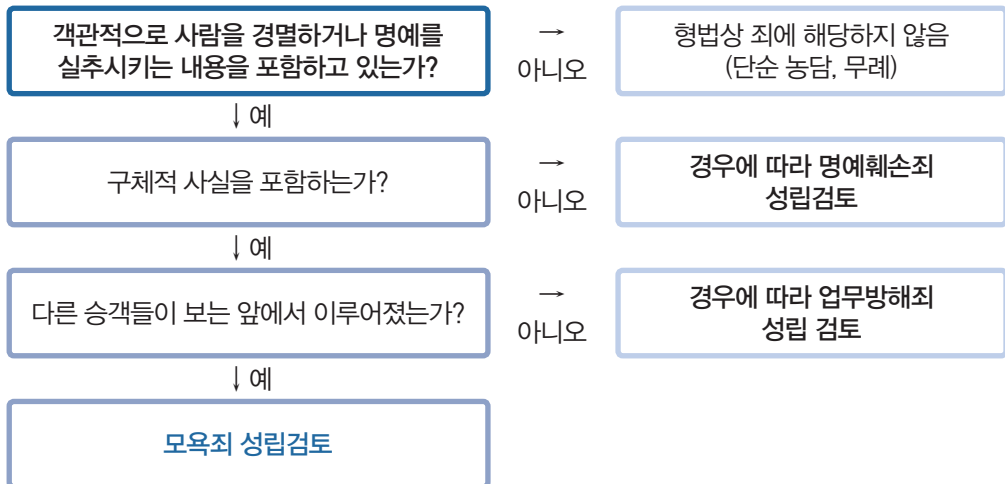 객관적으로 사람을 경멸하거나 명예를
실추시키는 내용을 포함하고 있는가?
→
아니오
형법상 죄에 해당하지 않음
(단순 농담, 무례)
↓ 예
구체적 사실을 포함하는가?
→
아니오
경우에 따라 명예훼손죄
성립검토
↓ 예
다른 승객들이 보는 앞에서 이루어졌는가?
→
아니오
경우에 따라 업무방해죄
성립 검토
↓ 예
모욕죄 성립검토